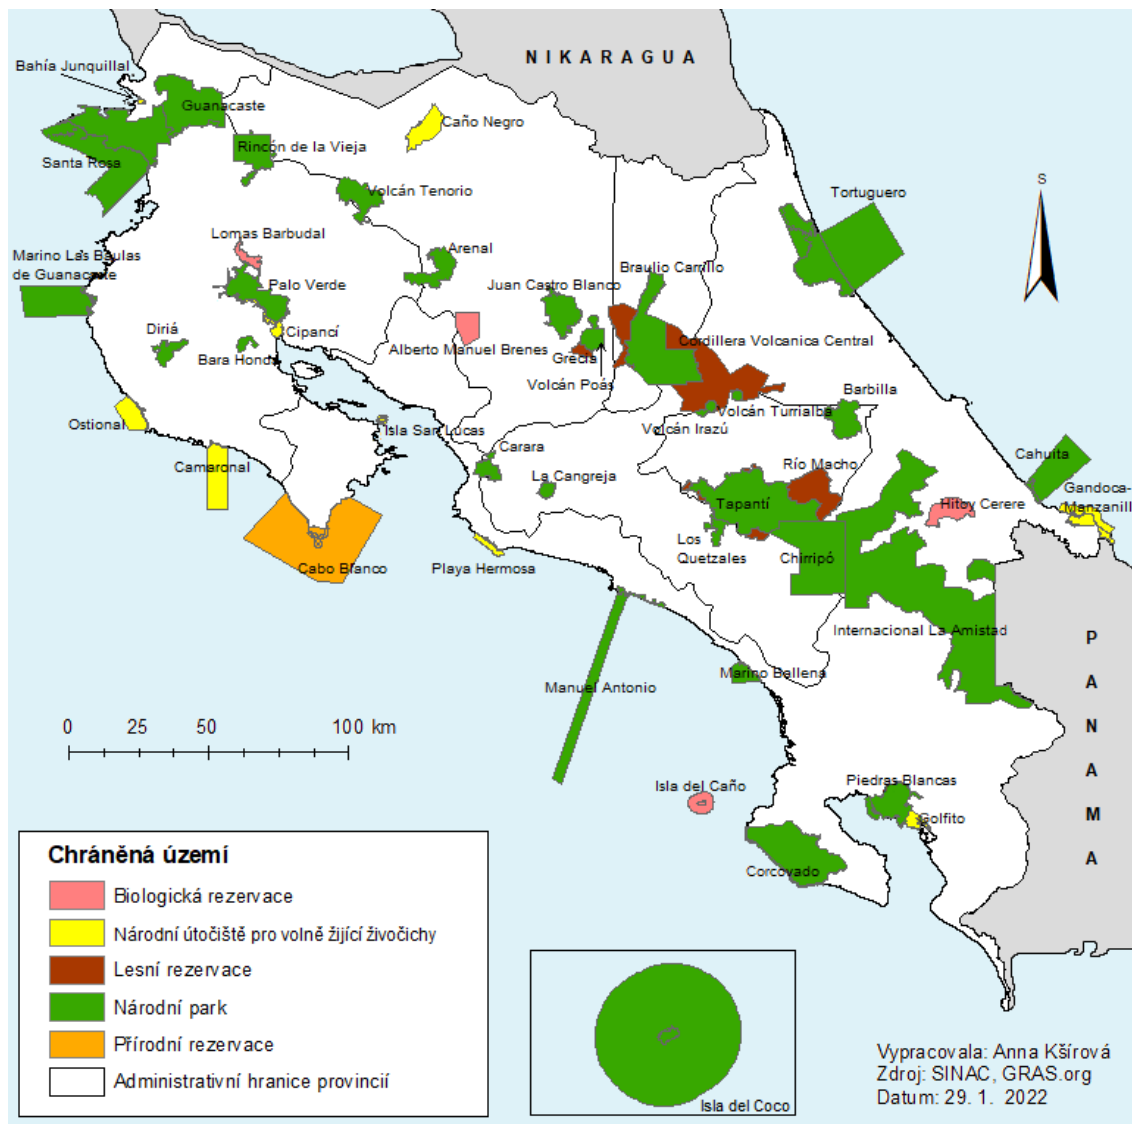 NIKARAGUA
Bahía Junquillal
Guanacaste
Caño Negro
Rincón de la Vieja
Santa Rosa
S
Volcán Tenorio
Tortuguero
Lomas Barbudal
Arenal
Marino Las Baulas
de Guanacaste
Braulio Carrillo
Palo Verde
Juan Castro Blanco
Diriá
Cipancí
Cordillera Volcanica Central
Alberto Manuel Brenes
Grecia
Bara Honda
Volcán Poás
Barbilla
Volcán Turrialba
Ostional
Isla San Lucas
Volcán Irazú
Carara
Cahuita
Camaronal
La Cangreja
Río Macho
Gandoca-
Manzanill
Tapantí
Hitoy Cerere
Los
Quetzales
Chirripó
Cabo Blanco
Playa Hermosa
Internacional La Amistad
PANAMA
Marino Ballena
Manuel Antonio
0 25 50 100 km
Isla del Caño
Piedras Blancas
Golfito
Corcovado
Chráněná území
Biologická rezervace
Národní útočiště pro volně žijící živočichy
Lesní rezervace
Národní park
Přírodní rezervace
Administrativní hranice provincií
Isla del Coco
Vypracovala: Anna Kšírová
Zdroj: SINAC, GRAS.org
Datum: 29. 1. 2022